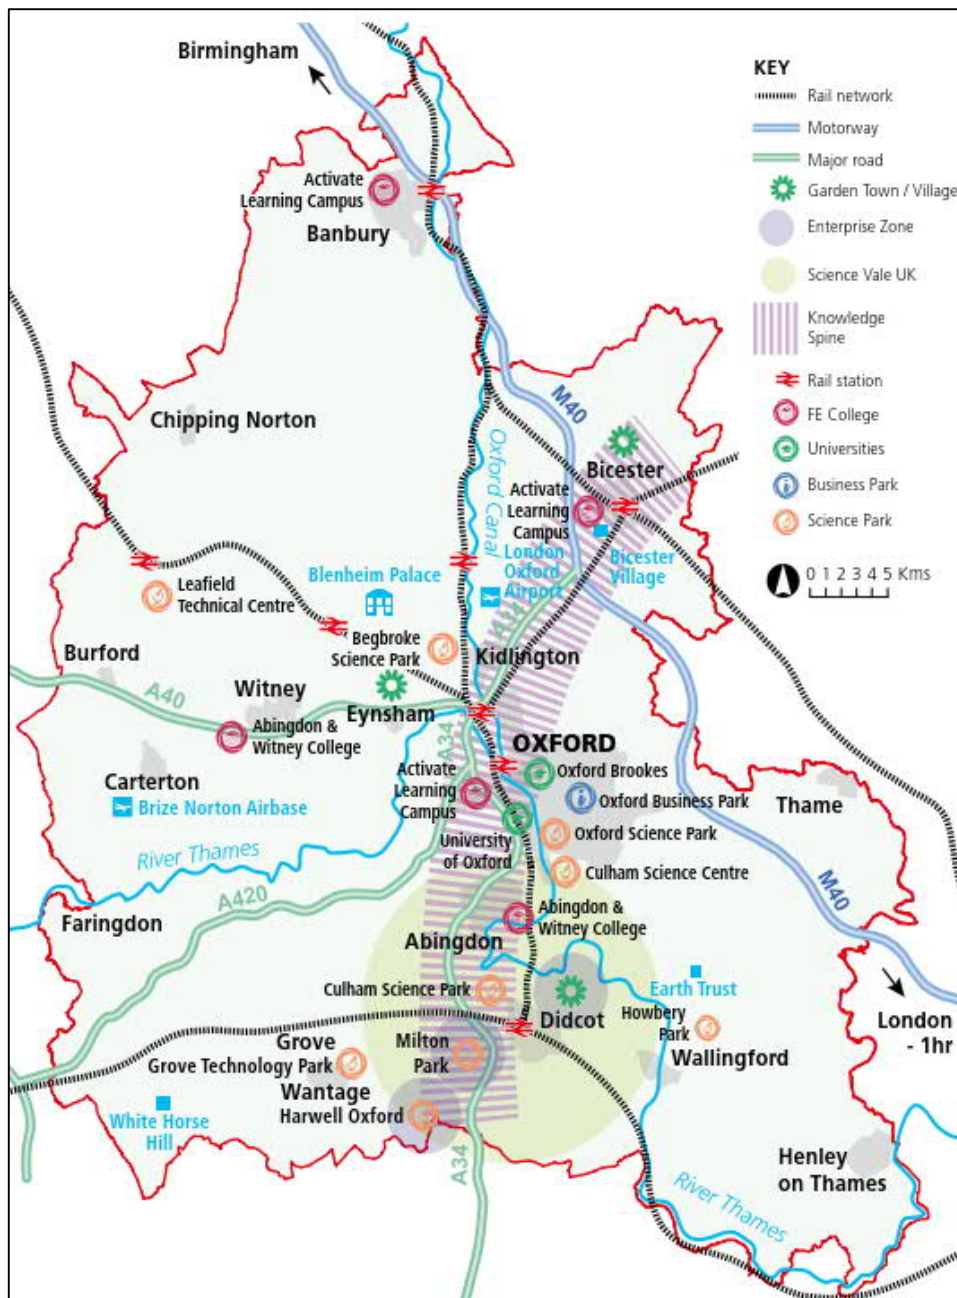 Birmingham
KEY
Rail network
Motorway
Major road
Garden Town / Village
Enterprise Zone
Science Vale UK
Knowledge
Spine
Rail station
FE College
Universities
Business Park
Science Park
0 1 2 3 4 5 Kms
Activate
Learning Campus
Banbury
M40
Chipping Norton
Oxford Canal
Bicester
Activate
Learning
Campus
London
Oxford
Airport
Bicester
Village
Blenheim Palace
Leafield
Technical Centre
A34
Begbroke
Science Park
Kidlington
Burford
A40
Witney
Eynsham
Abingdon &
Witney College
A34
OXFORD
Carterton
Brize Norton Airbase
Activate
Learning
Campus
Oxford Brookes
Oxford Business Park
Thame
Oxford Science Park
University
of Oxford
River Thames
Culham Science Centre
M40
A420
Faringdon
Abingdon &
Witney College
Abingdon
Culham Science Park
Earth Trust
Didcot
Howbery
Park
London
- 1hr
Grove
Grove Technology Park
Milton
Park
Wallingford
Wantage
Harwell Oxford
White Horse
Hill
A34
Henley
on Thames
River Thames